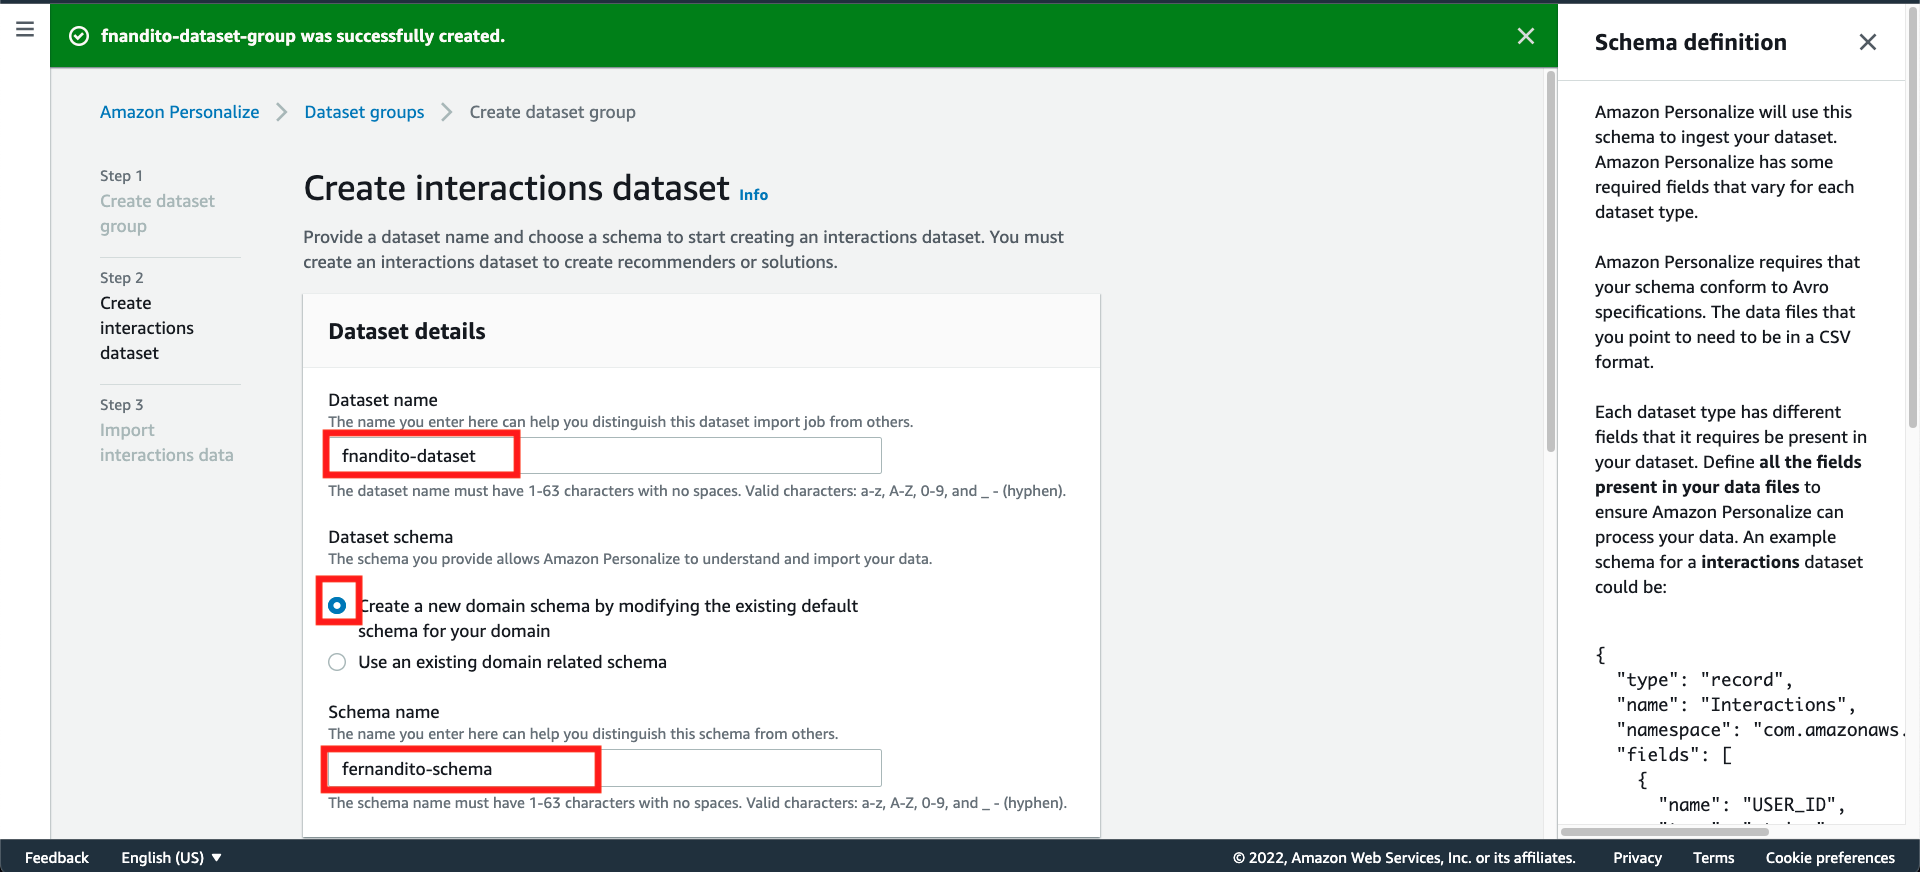 fnandito-dataset-group was successfully created.
Amazon Personalize
Dataset groups
Create dataset group
Step 1
Create dataset
group
Step 2
Create
interactions
dataset
Step 3
Import
interactions data
Create interactions dataset Info
Provide a dataset name and choose a schema to start creating an interactions dataset. You must
create an interactions dataset to create recommenders or solutions.
Dataset details
Dataset name
The name you enter here can help you distinguish this dataset import job from others.
fnandito-dataset
The dataset name must have 1-63 characters with no spaces. Valid characters: a-z, A-Z, 0-9, and _ - (hyphen).
Dataset schema
The schema you provide allows Amazon Personalize to understand and import your data.
Create a new domain schema by modifying the existing default
schema for your domain
Use an existing domain related schema
Schema name
The name you enter here can help you distinguish this schema from others.
fernandito-schema
The schema name must have 1-63 characters with no spaces. Valid characters: a-z, A-Z, 0-9, and _ - (hyphen).
Schema definition
Amazon Personalize will use this
schema to ingest your dataset.
Amazon Personalize has some
required fields that vary for each
dataset type.
Amazon Personalize requires that
your schema conform to Avro
specifications. The data files that
you point to need to be in a CSV
format.
Each dataset type has different
fields that it requires be present in
your dataset. Define all the fields
present in your data files to
ensure Amazon Personalize can
process your data. An example
schema for a interactions dataset
could be:
{
"type": "record",
"name": "Interactions",
"namespace": "com.amazonaws.
"fields": [
{
"name": "USER_ID",
Feedback
English (US)
© 2022, Amazon Web Services, Inc. or its affiliates.
Privacy
Terms
Cookie preferences